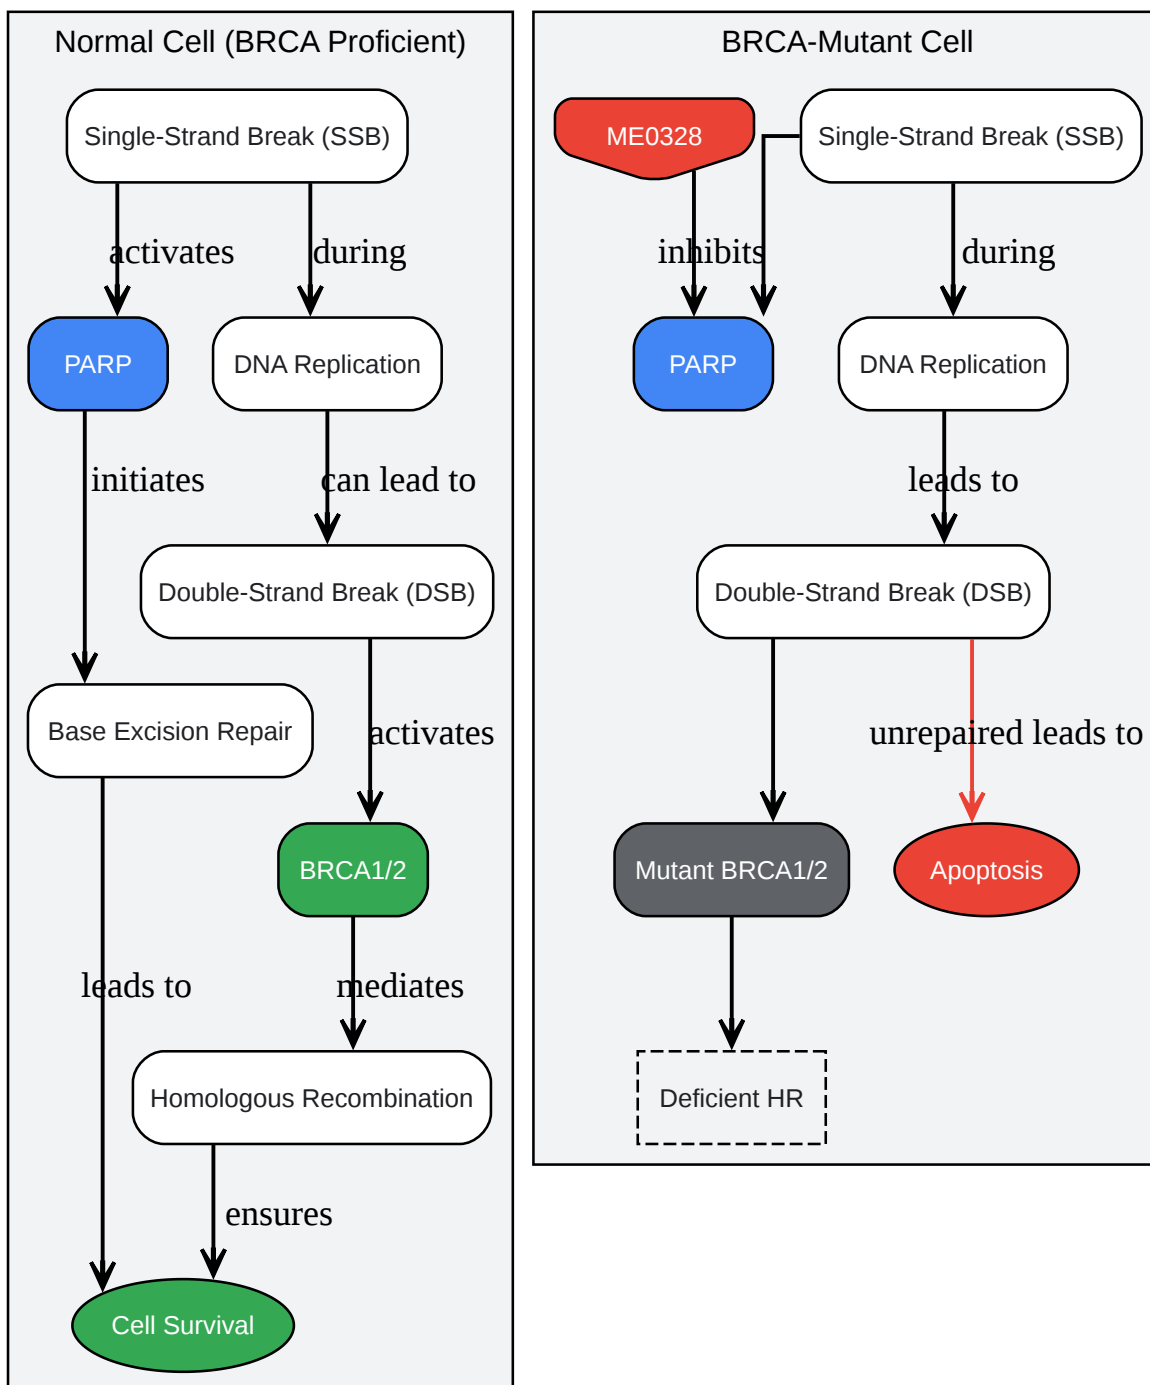 Normal Cell (BRCA Proficient)
Single-Strand Break (SSB)
activates
during
PARP
DNA Replication
initiates
can lead to
Double-Strand Break (DSB)
Base Excision Repair
activates
BRCA1/2
leads to
mediates
Homologous Recombination
ensures
Cell Survival
BRCA-Mutant Cell
ME0328
Single-Strand Break (SSB)
inhibits
during
PARP
DNA Replication
leads to
Double-Strand Break (DSB)
unrepaired leads to
Mutant BRCA1/2
Apoptosis
Deficient HR